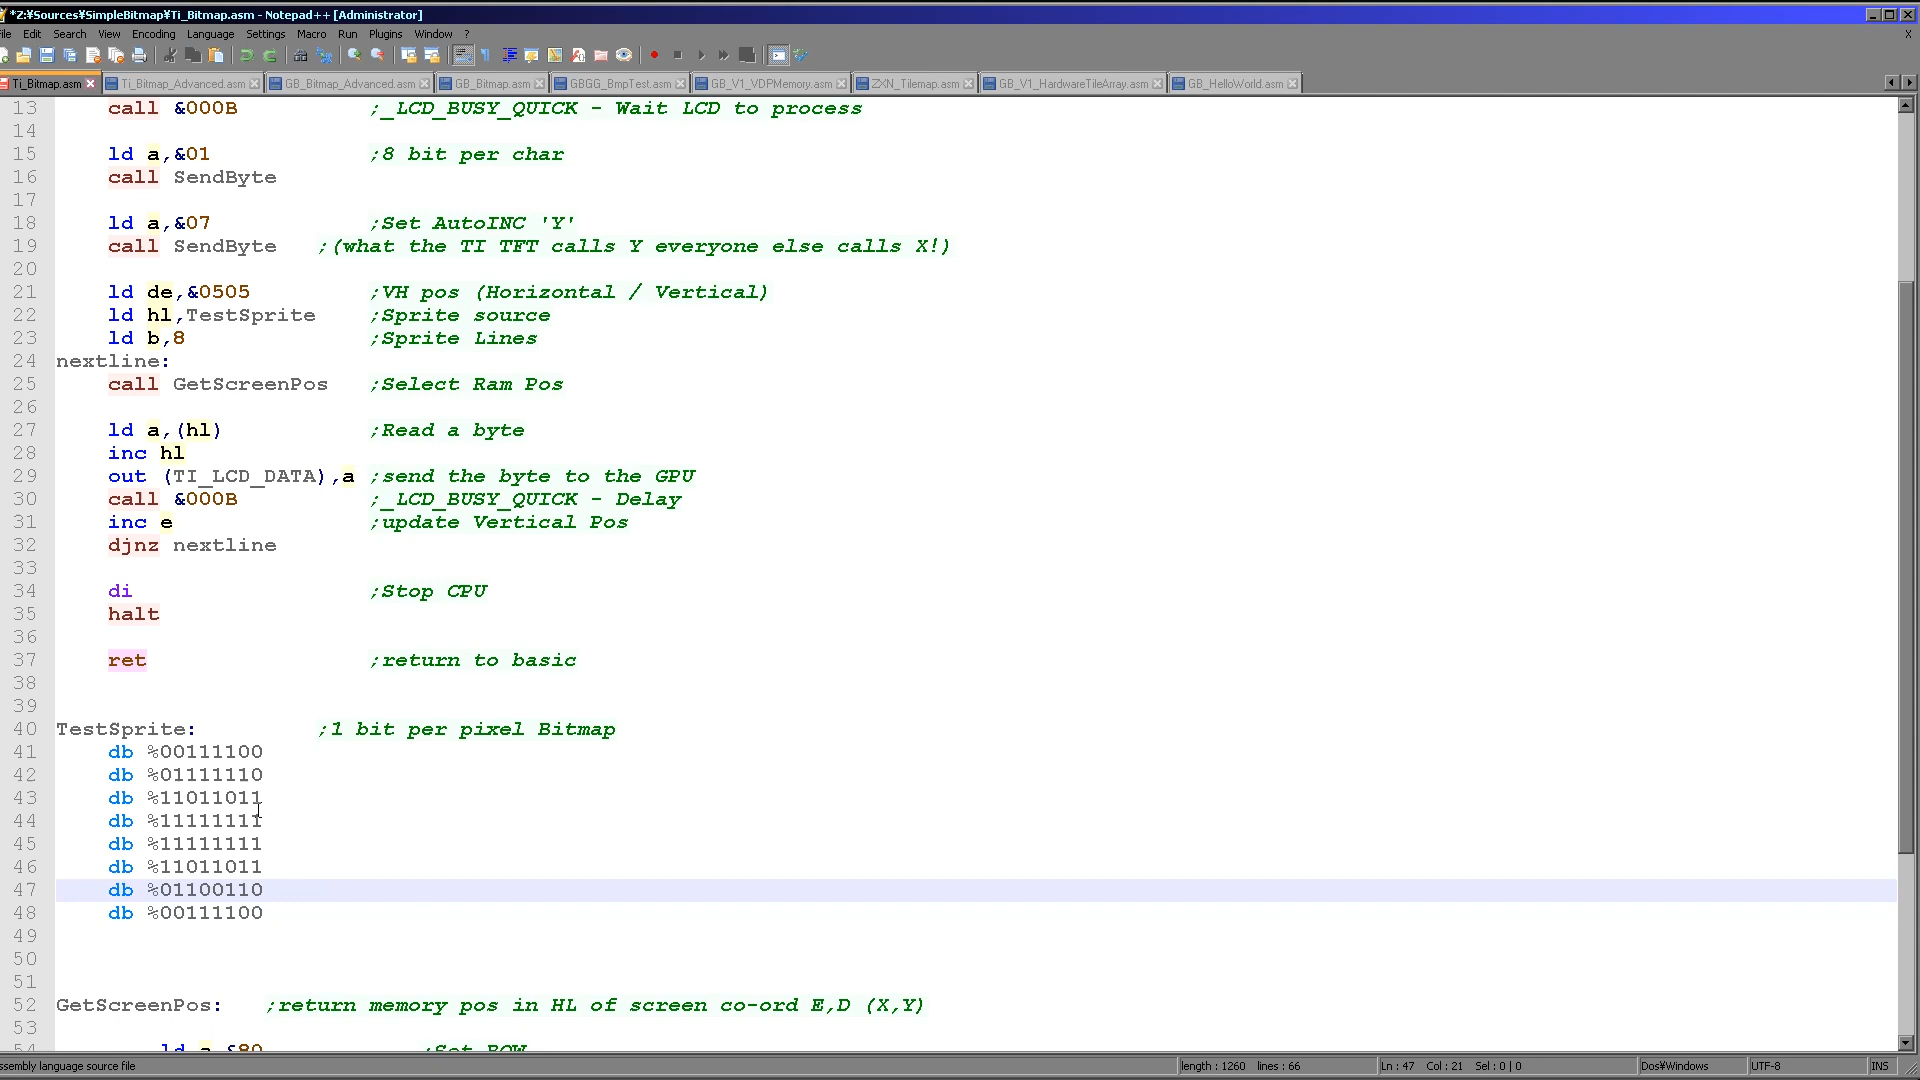 *Z:¥Sources¥SimpleBitmap¥Ti_Bitmap.asm - Notepad++ [Administrator]
ile Edit Search View Encoding Language Settings Macro Run Plugins Window ? X
Ti_Bitmap.asm Ti_Bitmap_Advanced.asm GB_Bitmap_Advanced.asm GB_Bitmap.asm GBGG_BmpTest.asm GB_V1_VDPMemory.asm ZXN_Tilemap.asm GB_V1_HardwareTileArray.asm GB_HelloWorld.asm
13 call &000B ;_LCD_BUSY_QUICK - Wait LCD to process
14
15 ld a,&01 ;8 bit per char
16 call SendByte
17
18 ld a,&07 ;Set AutoINC 'Y'
19 call SendByte ;(what the TI TFT calls Y everyone else calls X!)
20
21 ld de,&0505 ;VH pos (Horizontal / Vertical)
22 ld hl,TestSprite ;Sprite source
23 ld b,8 ;Sprite Lines
24 nextline:
25 call GetScreenPos ;Select Ram Pos
26
27 ld a,(hl) ;Read a byte
28 inc hl
29 out (TI_LCD_DATA),a ;send the byte to the GPU
30 call &000B ;_LCD_BUSY_QUICK - Delay
31 inc e ;update Vertical Pos
32 djnz nextline
33
34 di ;Stop CPU
35 halt
36
37 ret ;return to basic
38
39
40 TestSprite: ;1 bit per pixel Bitmap
41 db %00111100
42 db %01111110
43 db %11011011
44 db %11111111
45 db %11111111
46 db %11011011
47 db %01100110
48 db %00111100
49
50
51
52 GetScreenPos: ;return memory pos in HL of screen co-ord E,D (X,Y)
53
54 ld a,&80 ;Set ROW
ssembly language source file length : 1260 lines : 66 Ln : 47 Col : 21 Sel : 0 | 0 Dos¥Windows UTF-8 INS